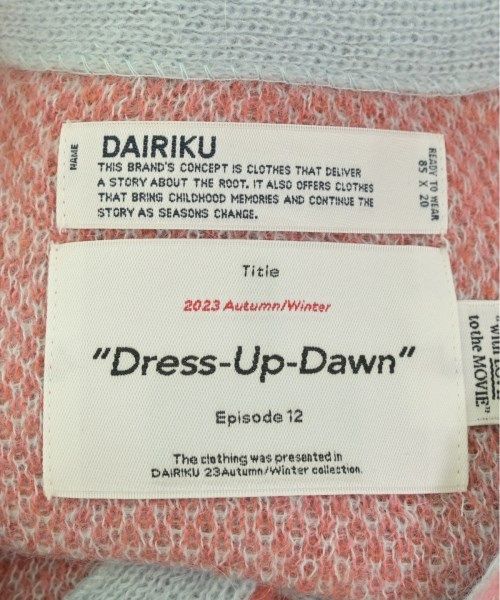 NAME
DAIRIKU
THIS BRAND'S CONCEPT IS CLOTHES THAT DELIVER
A STORY ABOUT THE ROOT. IT ALSO OFFERS CLOTHES
THAT BRING CHILDHOOD MEMORIES AND CONTINUE THE
STORY AS SEASONS CHANGE.
READY TO WEAR
85 X 20
Title
2023 Autumn/Winter
"Dress-Up-Dawn"
Episode 12
The clothing was presented in
DAIRIKU 23Autumn/Winter collection.
"with
to the MOVIE"